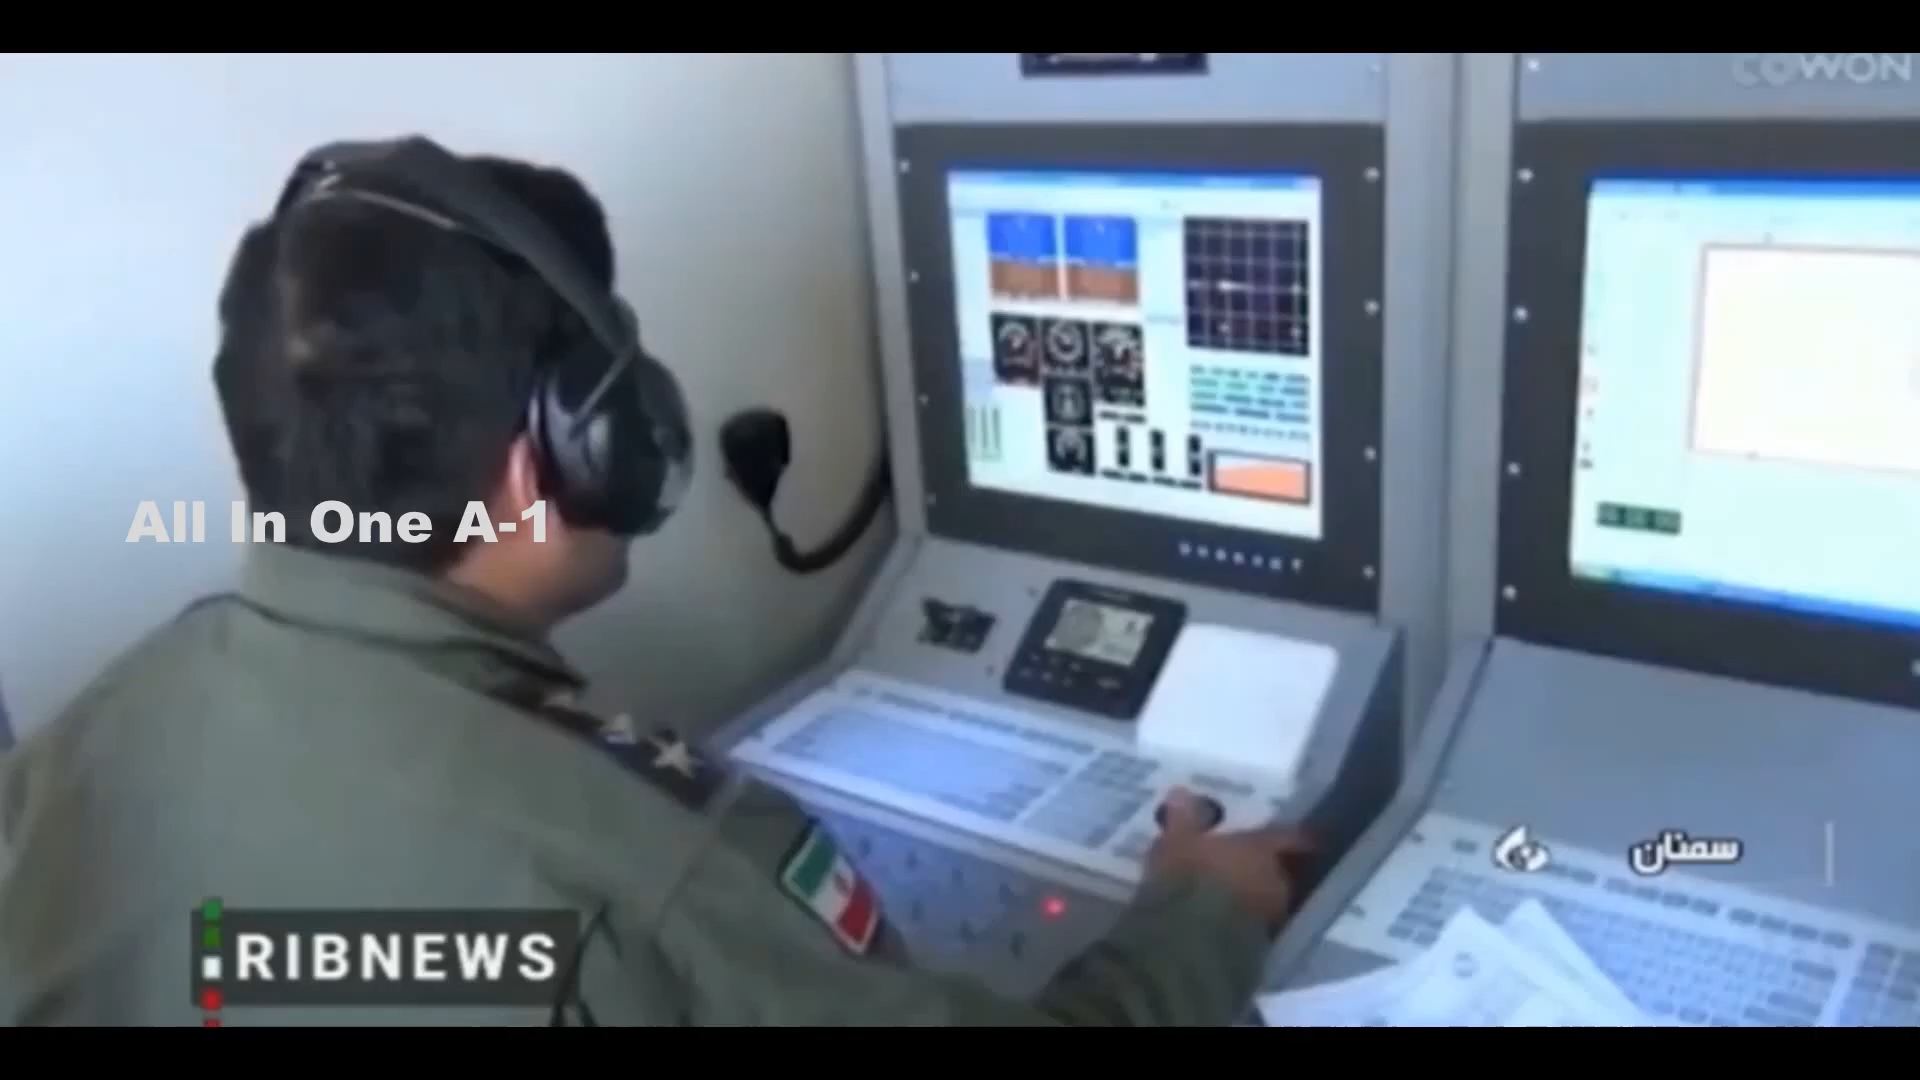 COWON
All In One A-1
سمنان
RIBNEWS